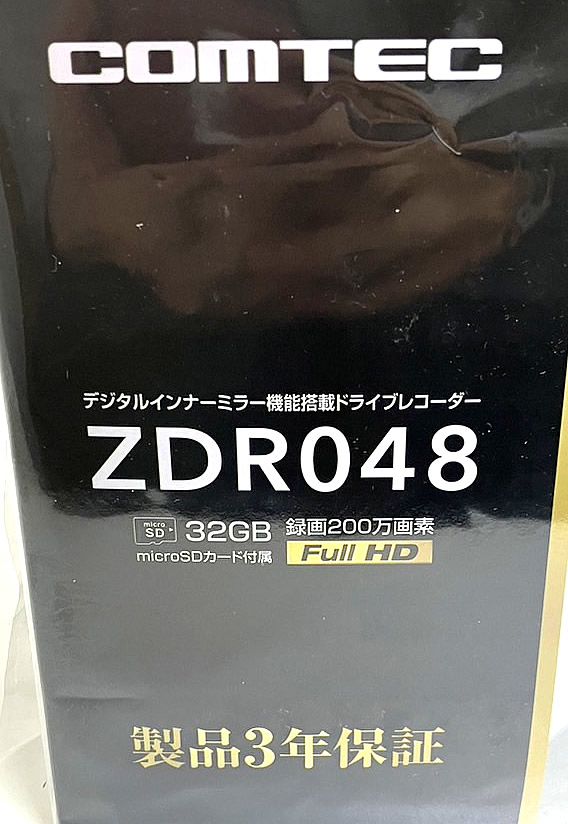 COMTEC
デジタルインナーミラー機能搭載ドライブレコーダー
ZDR048
micro SD 32GB 録画200万画素
microSDカード付属 Full HD
製品3年保証